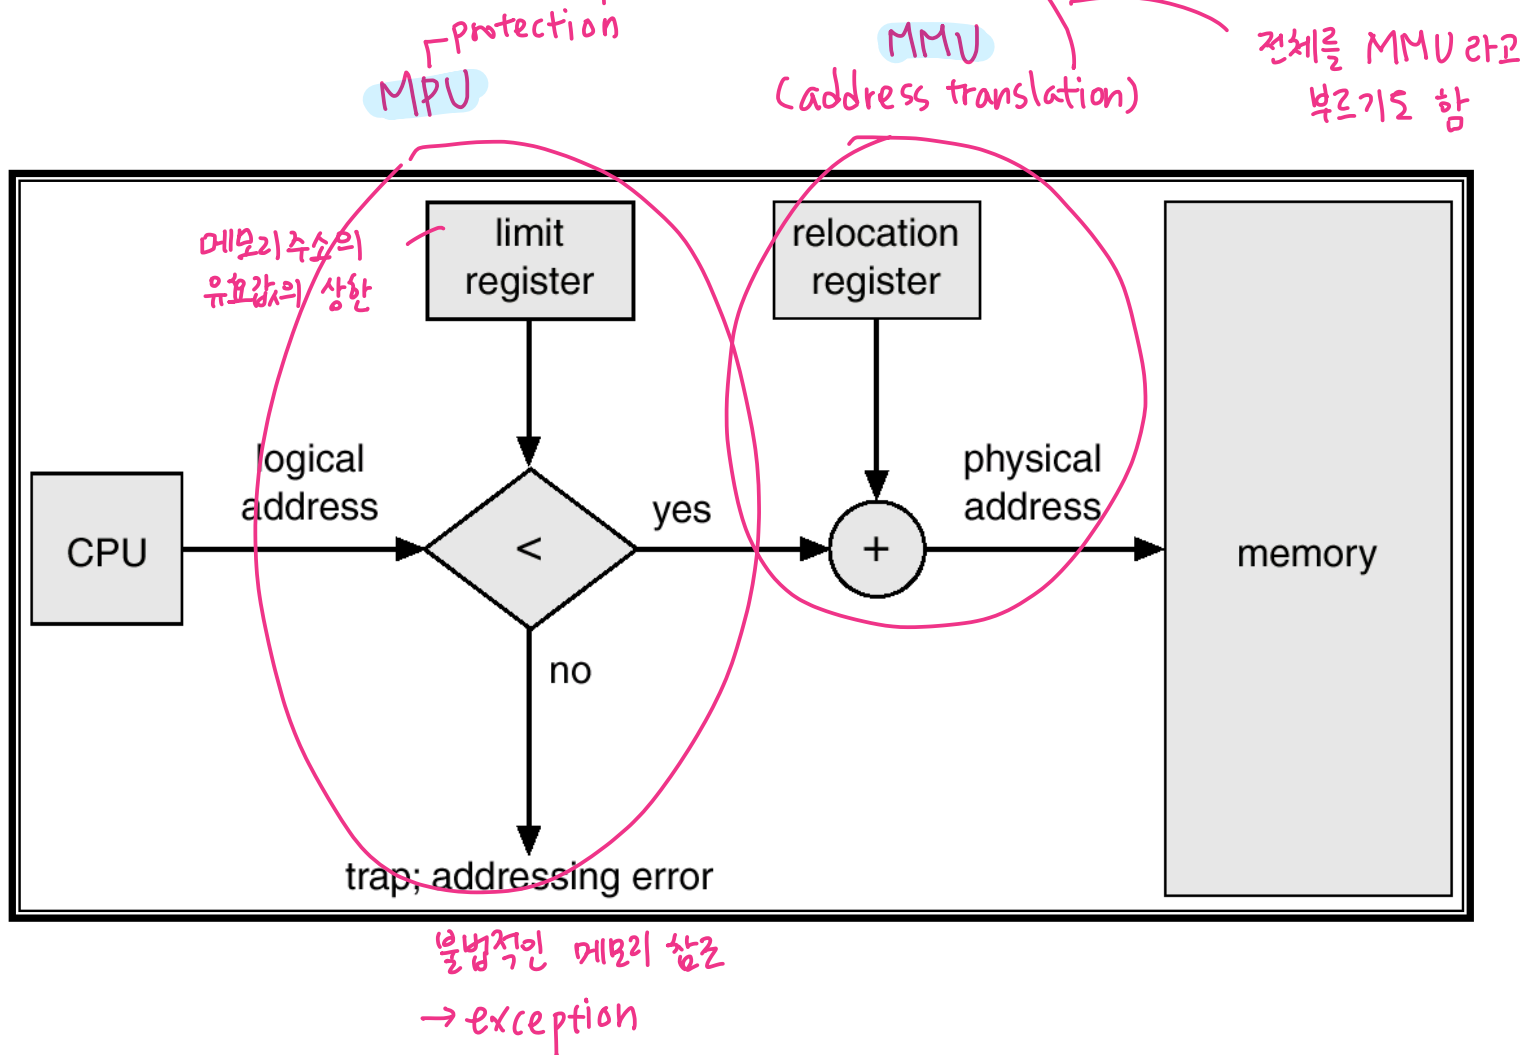 protection
MPU
MMU
(address translation)
전체를 MMU라고
부르기도 함
메모리주소의
유효값의 상한
limit
register
relocation
register
logical
address
CPU
<
yes
no
+
physical
address
memory
trap; addressing error
불법적인 메모리 참조
→ exception